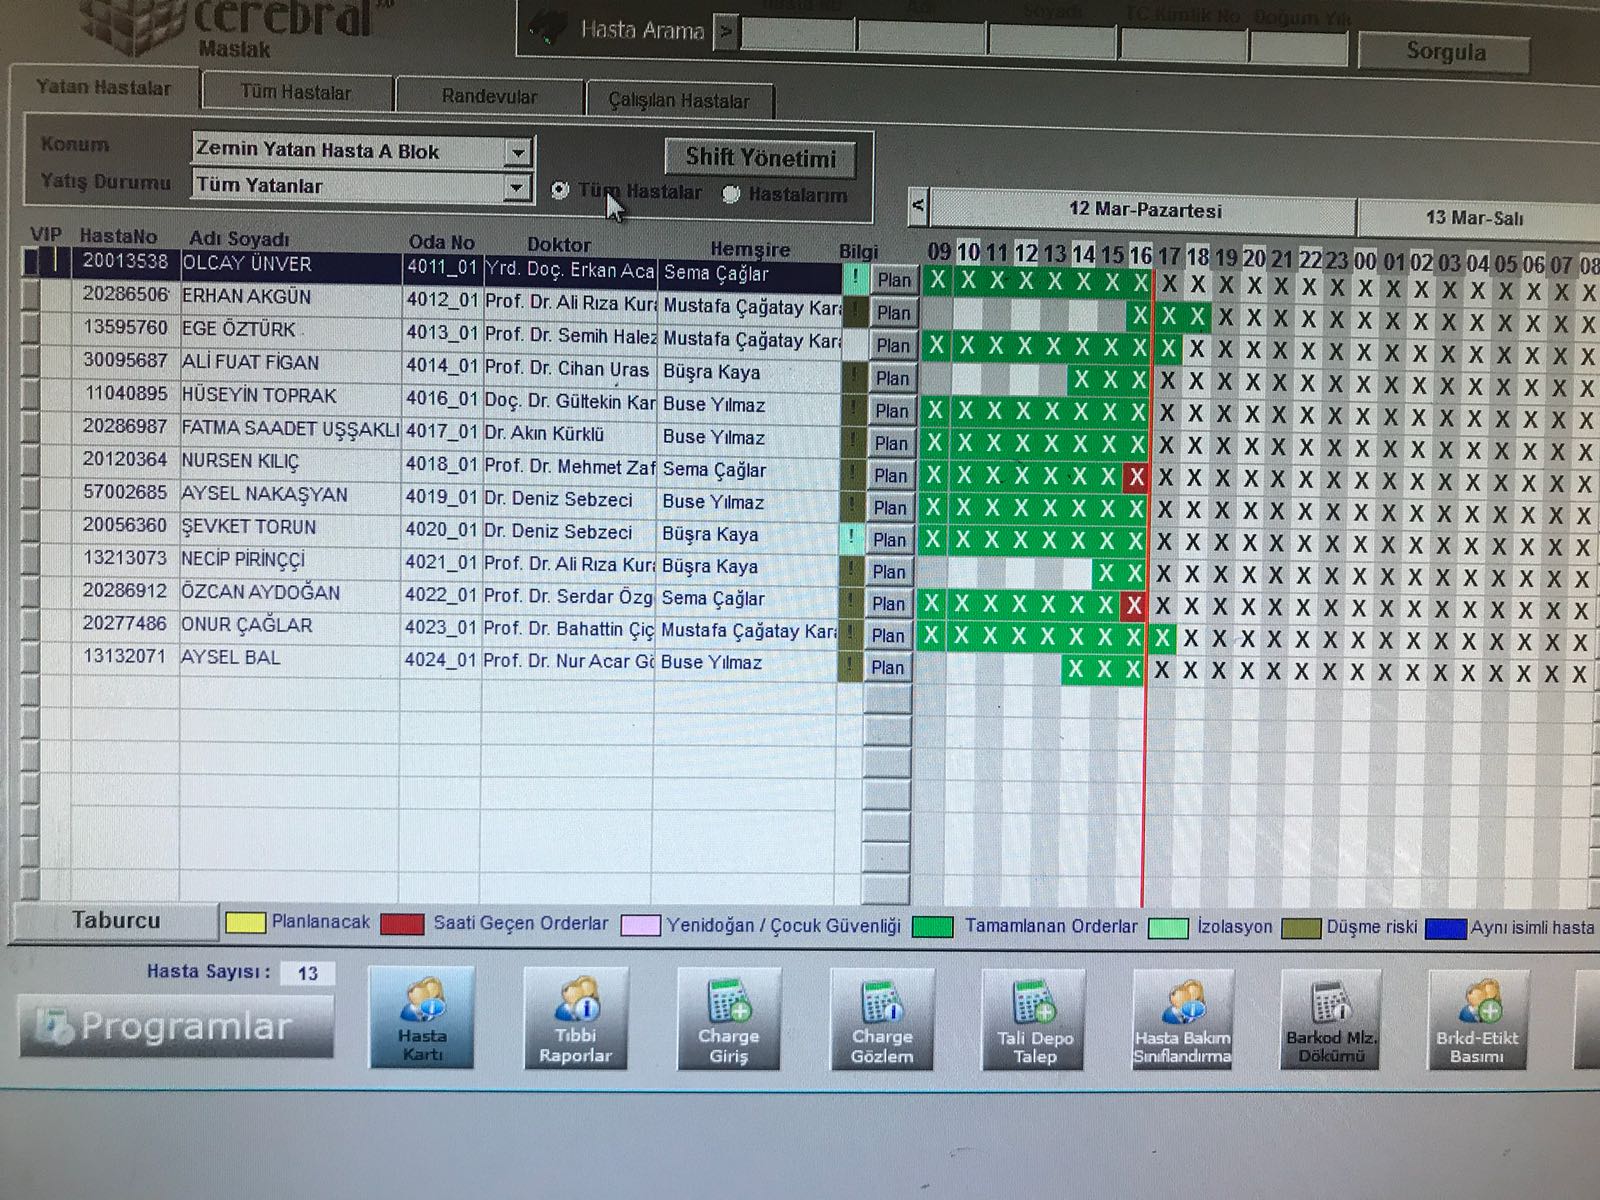 cerebral
Maslak
Hasta Arama > Adı Soyadı TC Kimlik No Doğum Yılı Sorgula
Yatan Hastalar Tüm Hastalar Randevular Çalışılan Hastalar
Konum Zemin Yatan Hasta A Blok Shift Yönetimi
Yatış Durumu Tüm Yatanlar Tüm Hastalar Hastalarım
< 12 Mar-Pazartesi 13 Mar-Salı
VIP HastaNo Adı Soyadı Oda No Doktor Hemşire Bilgi 09 10 11 12 13 14 15 16 17 18 19 20 21 22 23 00 01 02 03 04 05 06 07 08
20013538 OLCAY ÜNVER 4011_01 Yrd. Doç. Erkan Aca Sema Çağlar ! Plan X X X X X X X X X X X X X X X X X X X X X X X X
20286506 ERHAN AKGÜN 4012_01 Prof. Dr. Ali Rıza Kura Mustafa Çağatay Kara ! Plan X X X X X X X X X X X X X X X X X
13595760 EGE ÖZTÜRK 4013_01 Prof. Dr. Semih Halez Mustafa Çağatay Kara Plan X X X X X X X X X X X X X X X X X X X X X X X X
30095687 ALİ FUAT FİGAN 4014_01 Prof. Dr. Cihan Uras Büşra Kaya ! Plan X X X X X X X X X X X X X X X X X X X
11040895 HÜSEYİN TOPRAK 4016_01 Doç. Dr. Gültekin Kar Buse Yılmaz ! Plan X X X X X X X X X X X X X X X X X X X X X X X X
20286987 FATMA SAADET UŞŞAKLI 4017_01 Dr. Akın Kürklü Buse Yılmaz ! Plan X X X X X X X X X X X X X X X X X X X X X X X X
20120364 NURSEN KILIÇ 4018_01 Prof. Dr. Mehmet Zaf Sema Çağlar ! Plan X X X X X X X X X X X X X X X X X X X X X X X X
57002685 AYSEL NAKAŞYAN 4019_01 Dr. Deniz Sebzeci Buse Yılmaz ! Plan X X X X X X X X X X X X X X X X X X X X X X X X
20056360 ŞEVKET TORUN 4020_01 Dr. Deniz Sebzeci Büşra Kaya ! Plan X X X X X X X X X X X X X X X X X X X X X X X X
13213073 NECİP PİRİNÇÇİ 4021_01 Prof. Dr. Ali Rıza Kura Büşra Kaya ! Plan X X X X X X X X X X X X X X X X X X
20286912 ÖZCAN AYDOĞAN 4022_01 Prof. Dr. Serdar Özg Sema Çağlar ! Plan X X X X X X X X X X X X X X X X X X X X X X X X
20277486 ONUR ÇAĞLAR 4023_01 Prof. Dr. Bahattin Çiç Mustafa Çağatay Kara ! Plan X X X X X X X X X X X X X X X X X X X X X X X X
13132071 AYSEL BAL 4024_01 Prof. Dr. Nur Acar Gö Buse Yılmaz ! Plan X X X X X X X X X X X X X X X X X X X
Taburcu Planlanacak Saati Geçen Orderlar Yenidoğan / Çocuk Güvenliği Tamamlanan Orderlar İzolasyon Düşme riski Aynı isimli hasta
Hasta Sayısı : 13
Programlar
Hasta
Kartı
Tıbbi
Raporlar
Charge
Giriş
Charge
Gözlem
Tali Depo
Talep
Hasta Bakım
Sınıflandırma
Barkod Mlz.
Dökümü
Brkd-Etikt
Basımı